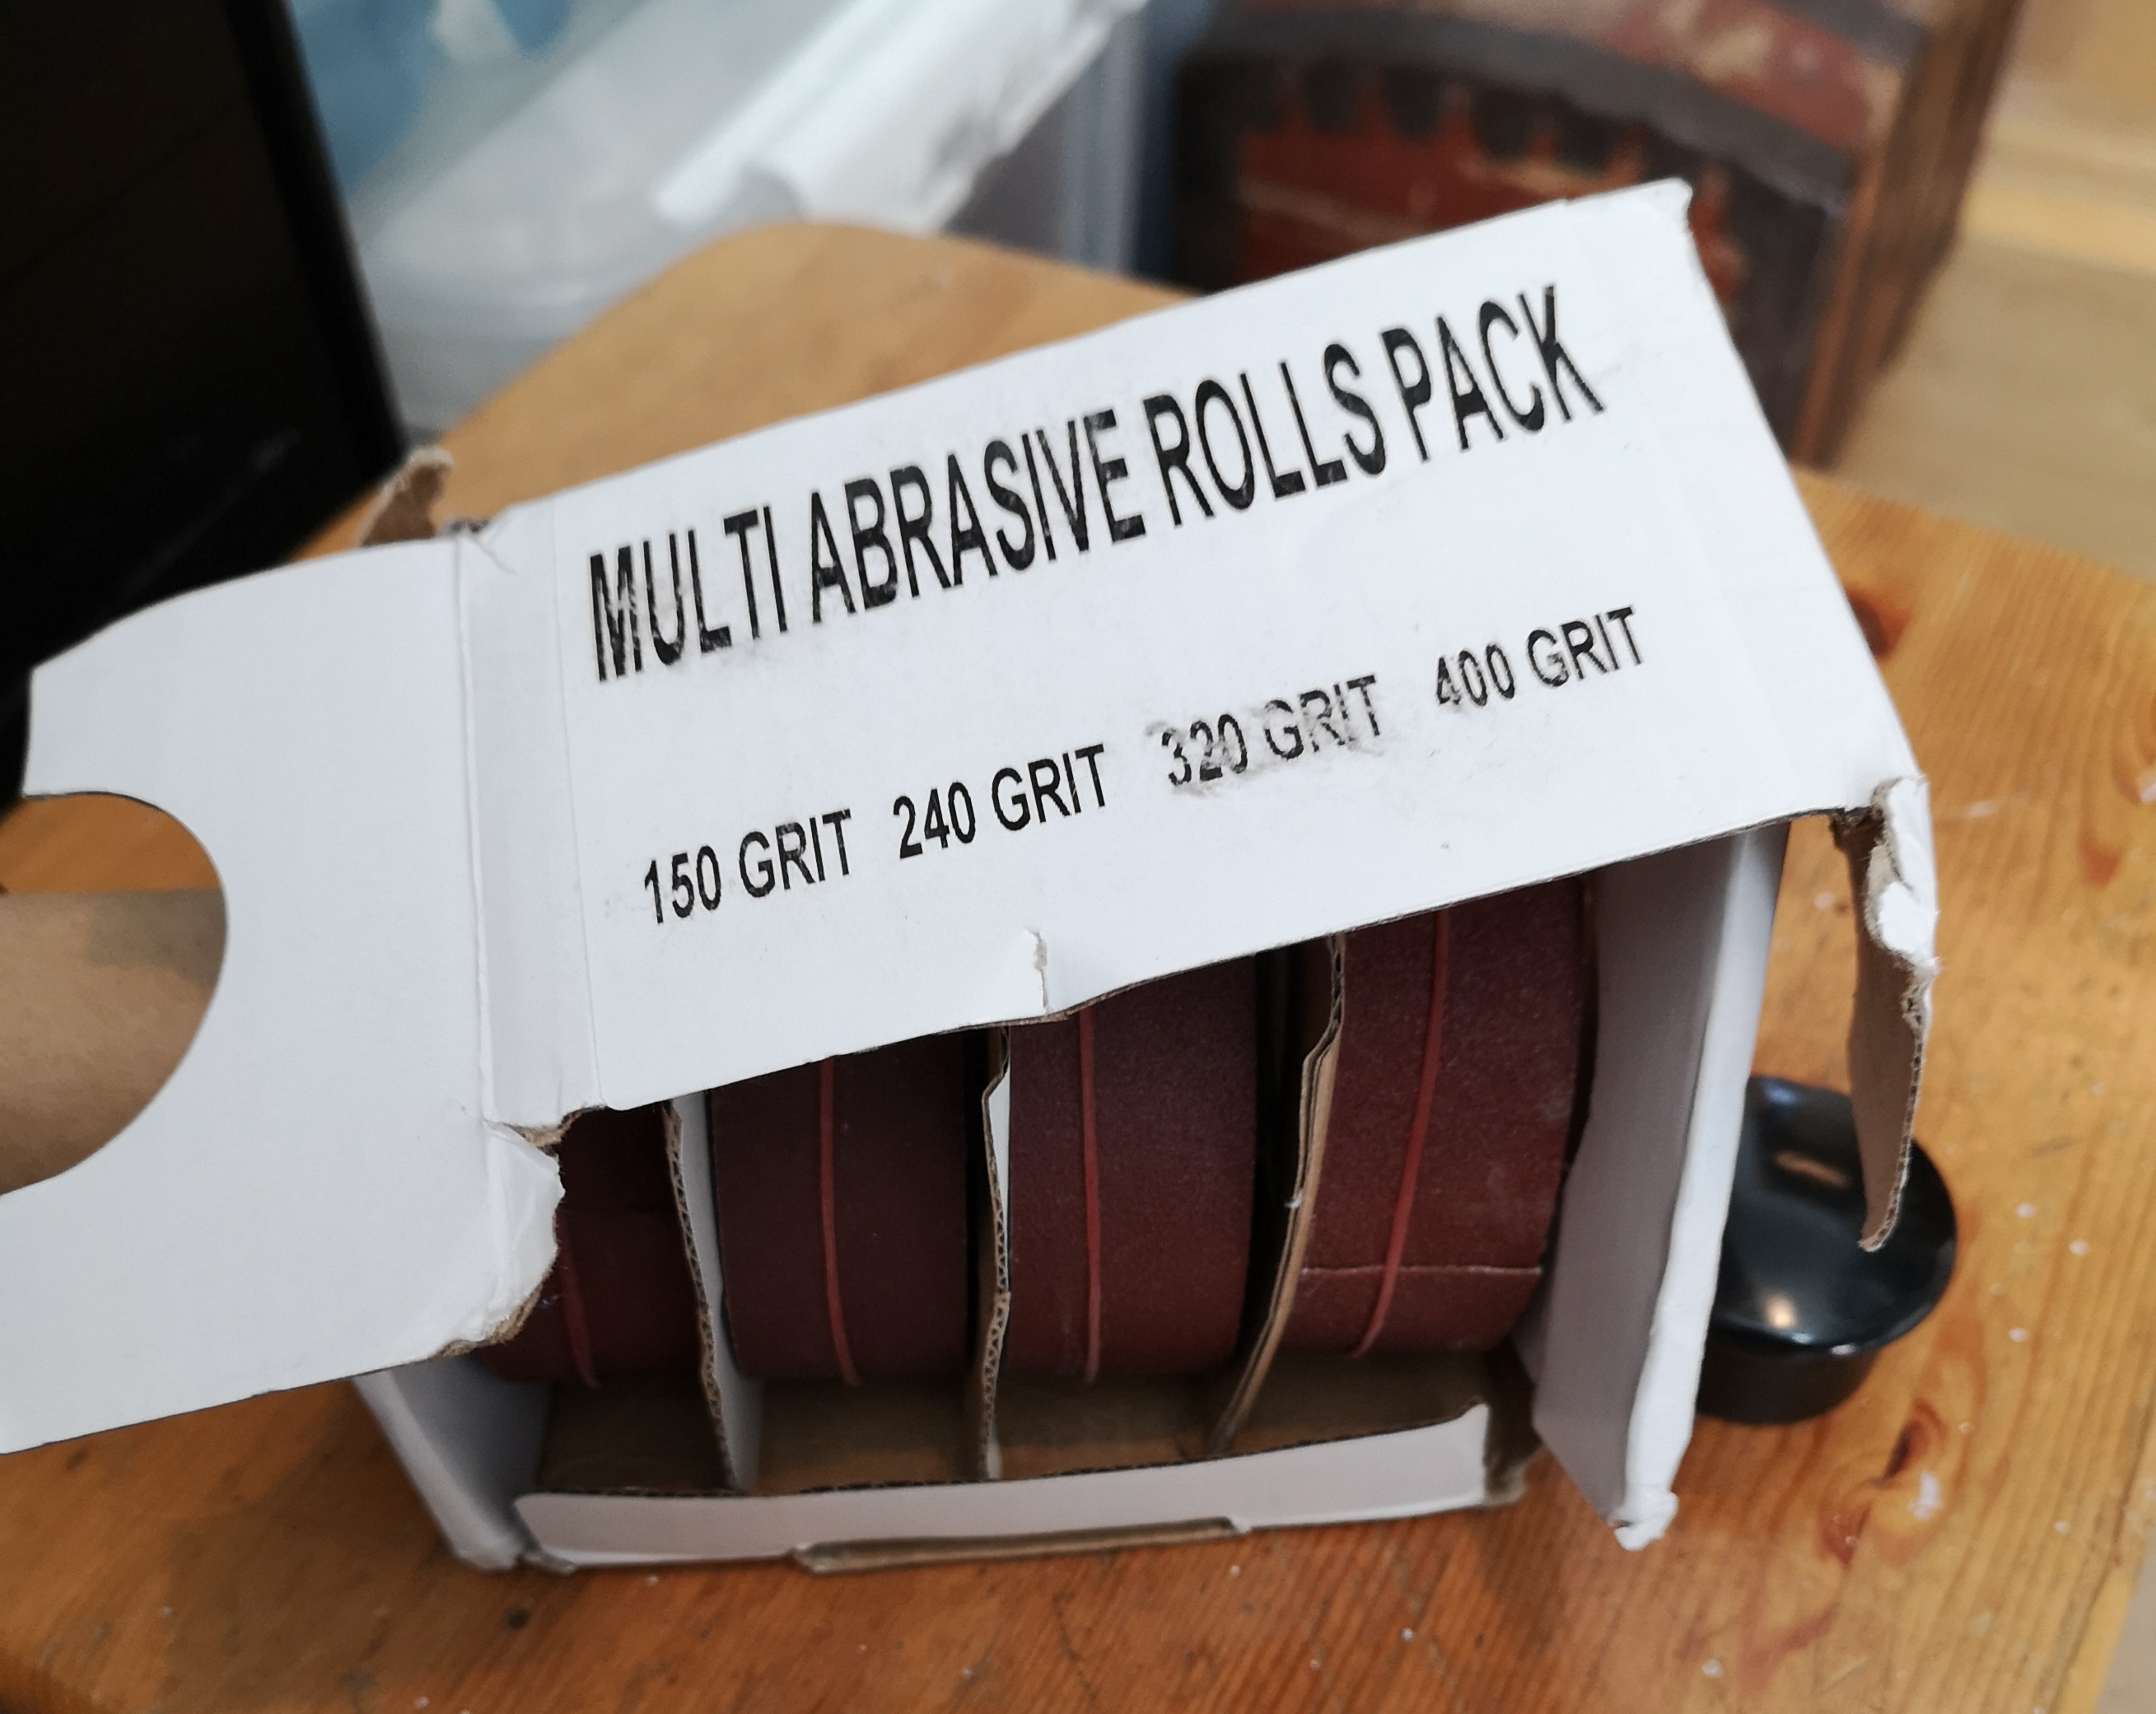 MULTI ABRASIVE ROLLS PACK
150 GRIT 240 GRIT 320 GRIT 400 GRIT